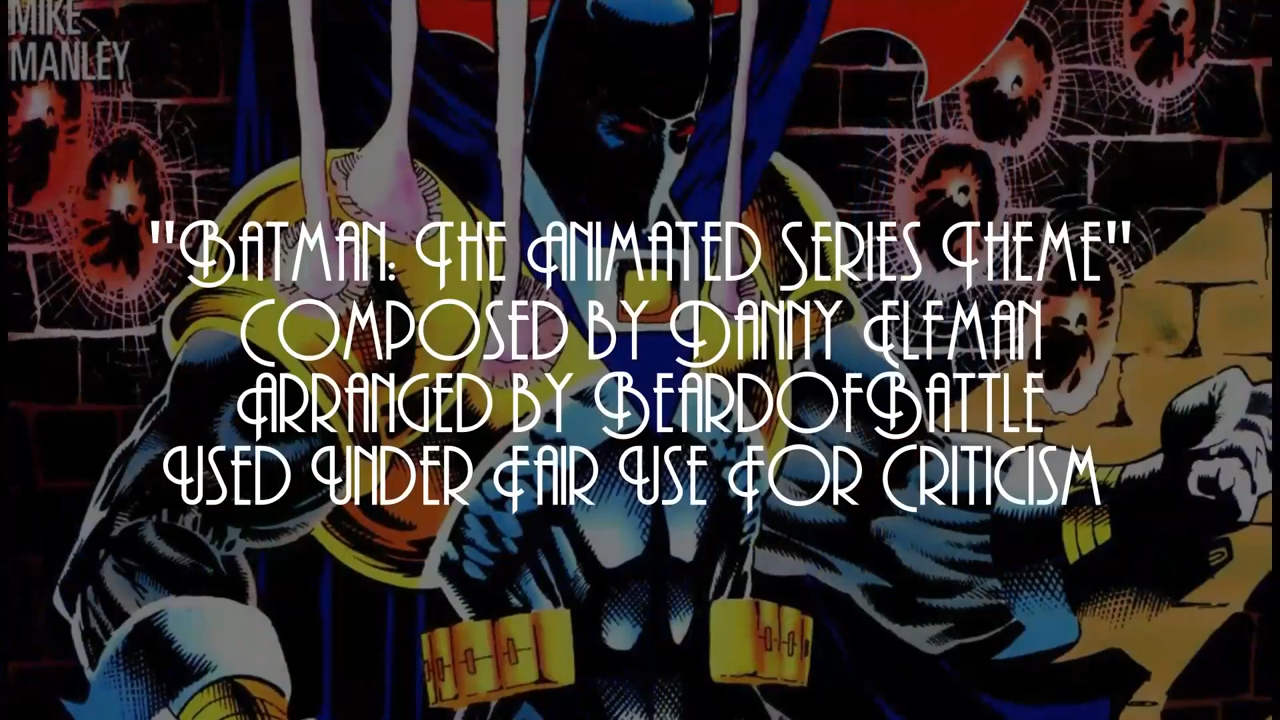 MIKE
MANLEY
"Batman: The Animated Series Theme"
Composed by Danny Elfman
Arranged by BeardofBattle
Used Under Fair Use For Criticism